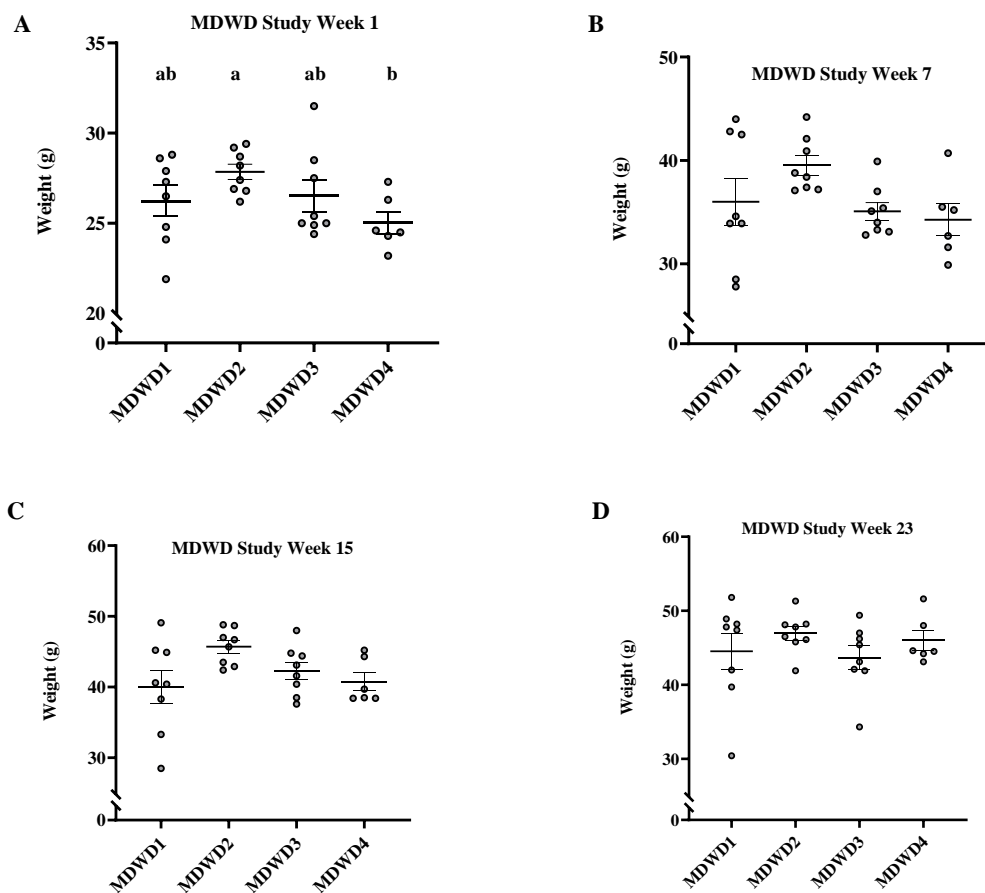 A
MDWD Study Week 1
35
30
25
20
0
Weight (g)
ab
a
ab
b
MDWD1
MDWD2
MDWD3
MDWD4
B
MDWD Study Week 7
50
40
30
0
Weight (g)
MDWD1
MDWD2
MDWD3
MDWD4
C
MDWD Study Week 15
60
50
40
30
0
Weight (g)
MDWD1
MDWD2
MDWD3
MDWD4
D
MDWD Study Week 23
60
50
40
30
0
Weight (g)
MDWD1
MDWD2
MDWD3
MDWD4